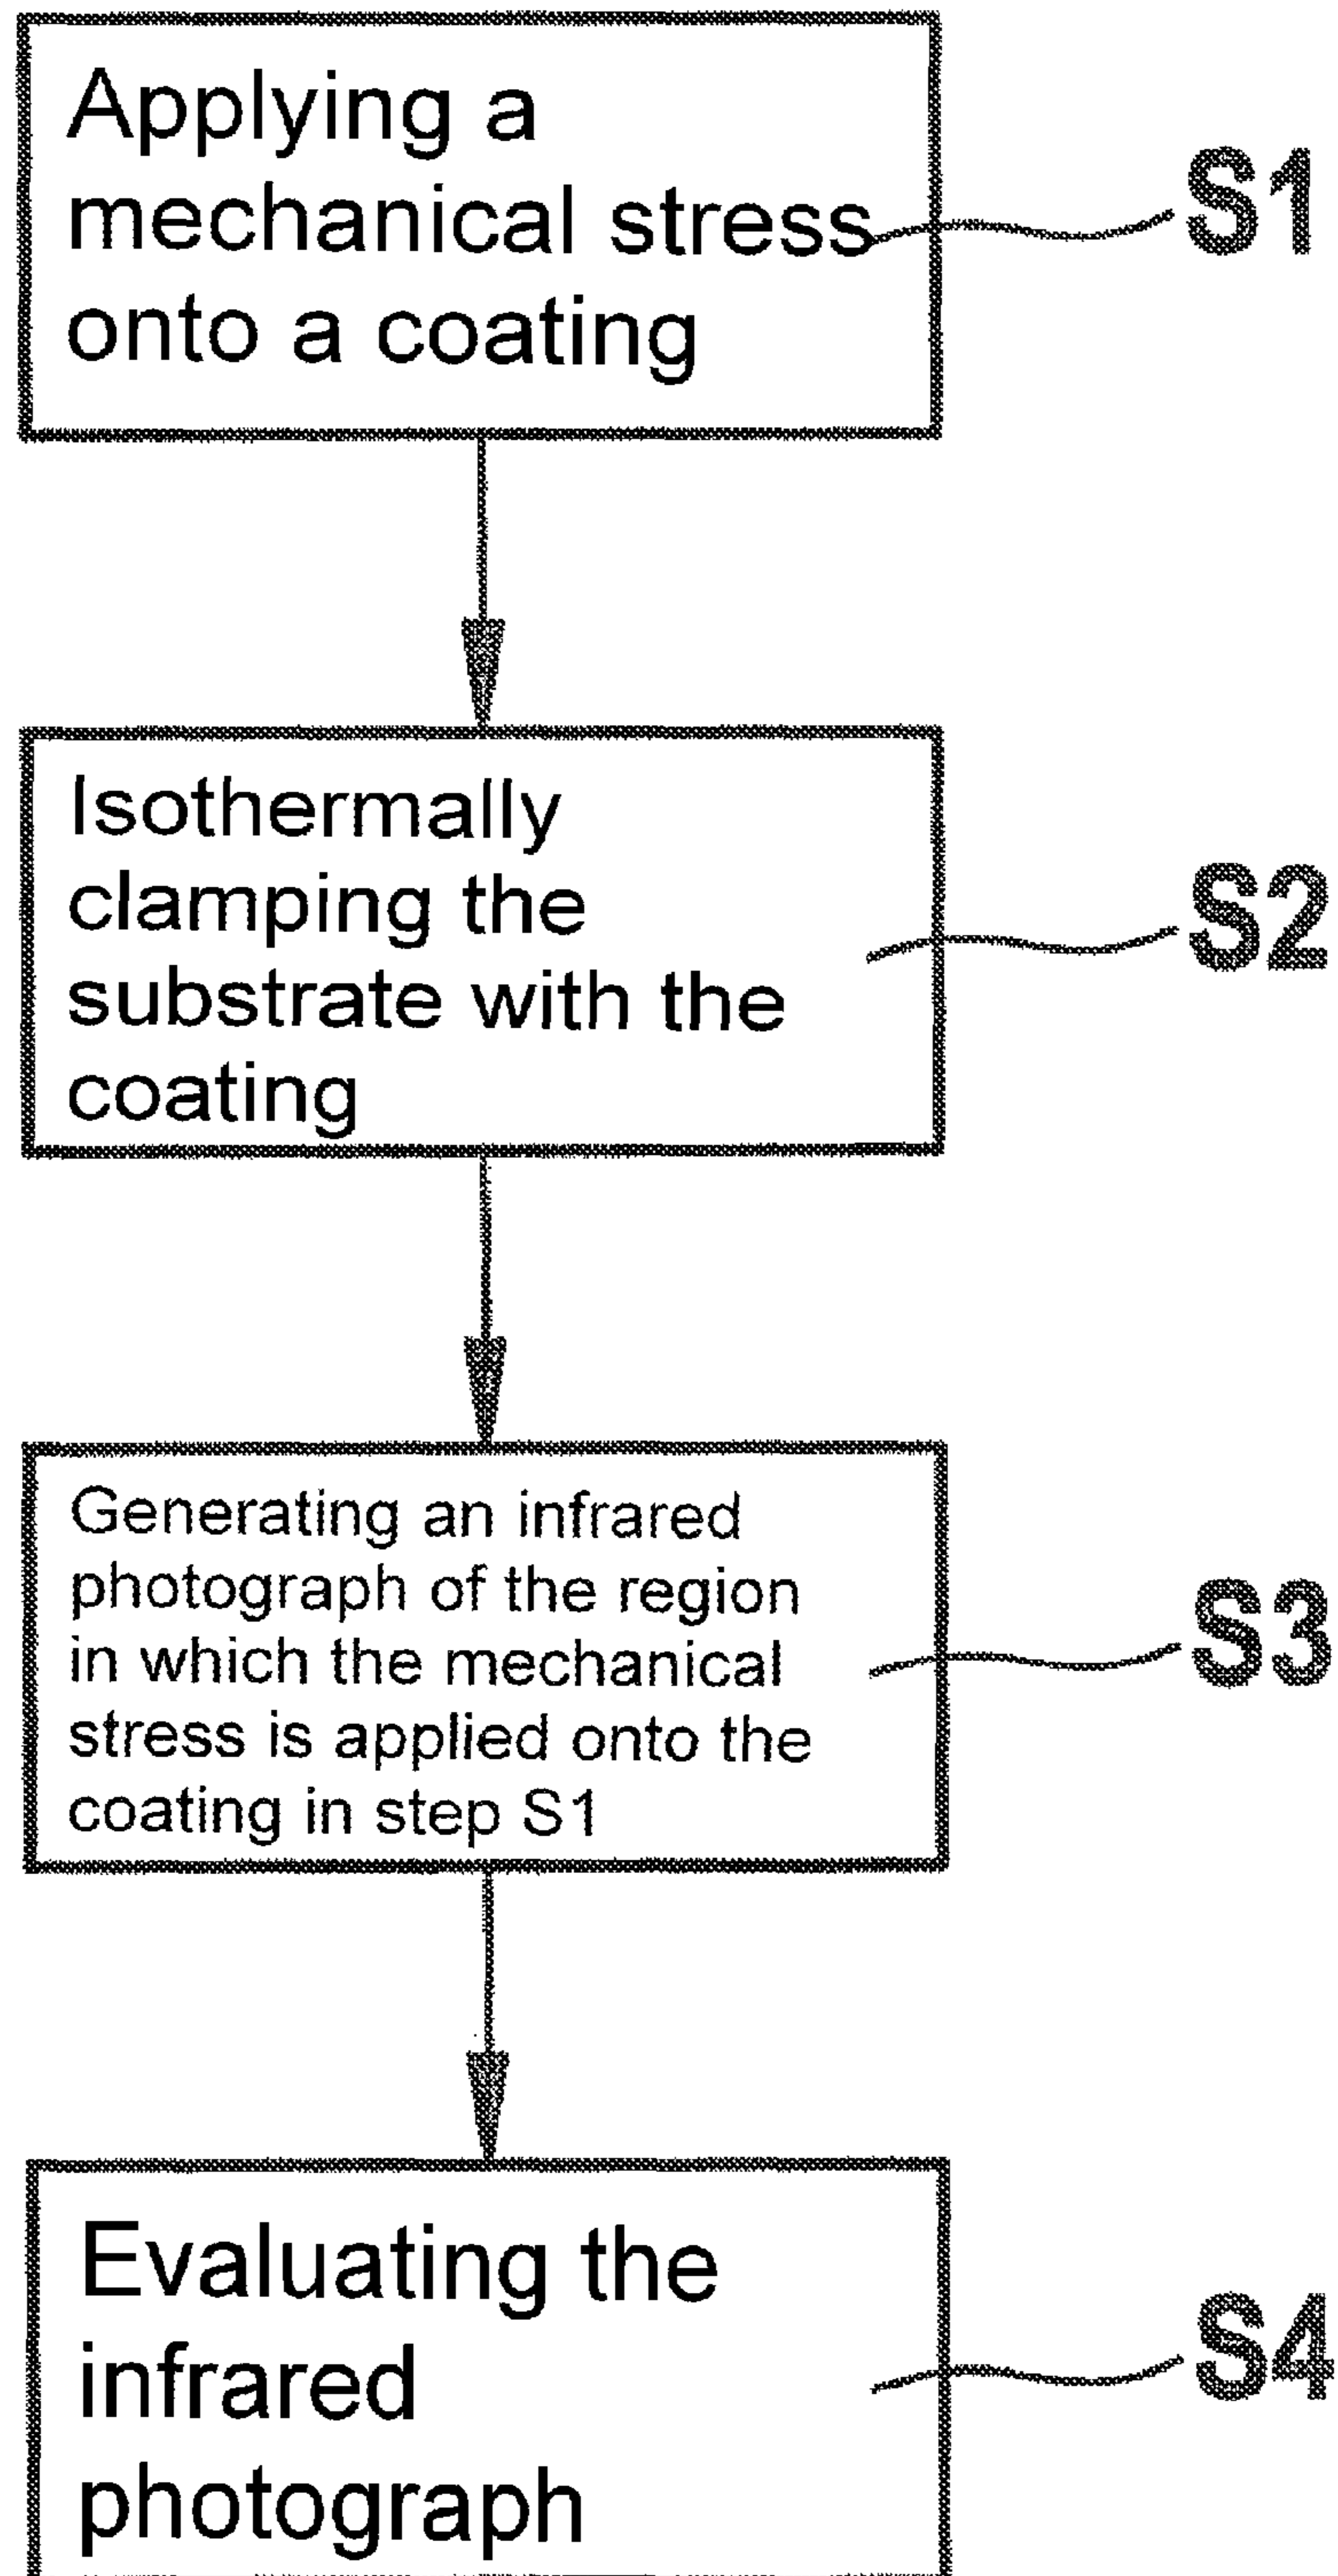 Applying a
mechanical stress
onto a coating
S1
Isothermally
clamping the
substrate with the
coating
S2
Generating an infrared
photograph of the region
in which the mechanical
stress is applied onto the
coating in step S1
S3
Evaluating the
infrared
photograph
S4